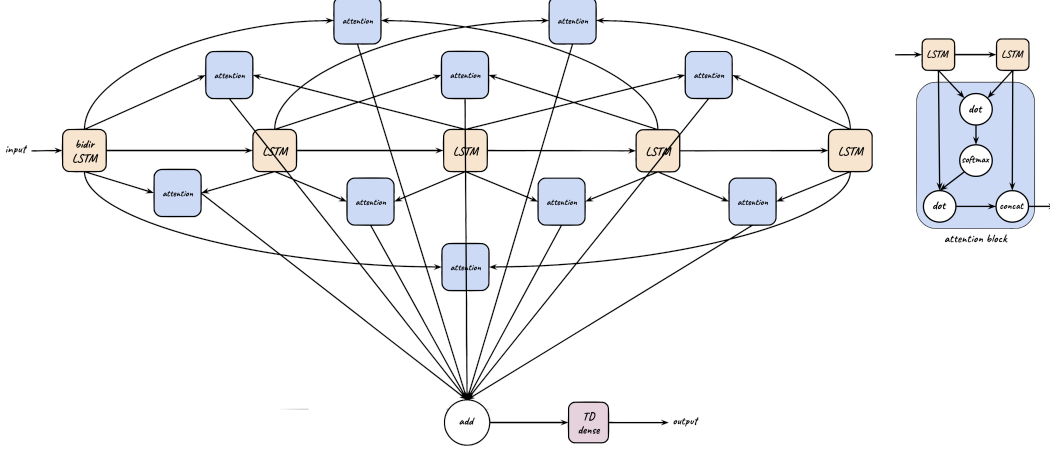 attention
attention
attention
attention
attention
LSTM
LSTM
input
bidir
LSTM
LSTM
LSTM
LSTM
LSTM
dot
softmax
attention
attention
attention
attention
dot
concat
attention block
attention
add
TD
dense
output